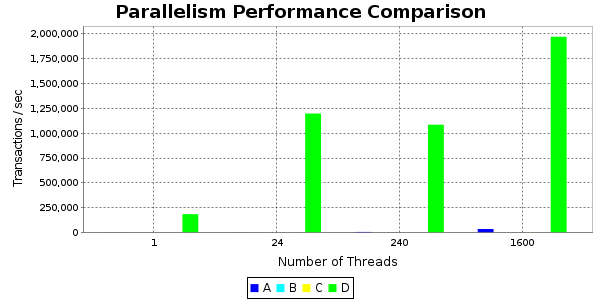 Parallelism Performance Comparison
Transactions / sec
2,000,000
1,750,000
1,500,000
1,250,000
1,000,000
750,000
500,000
250,000
0
1 24 240 1600
Number of Threads
A B C D